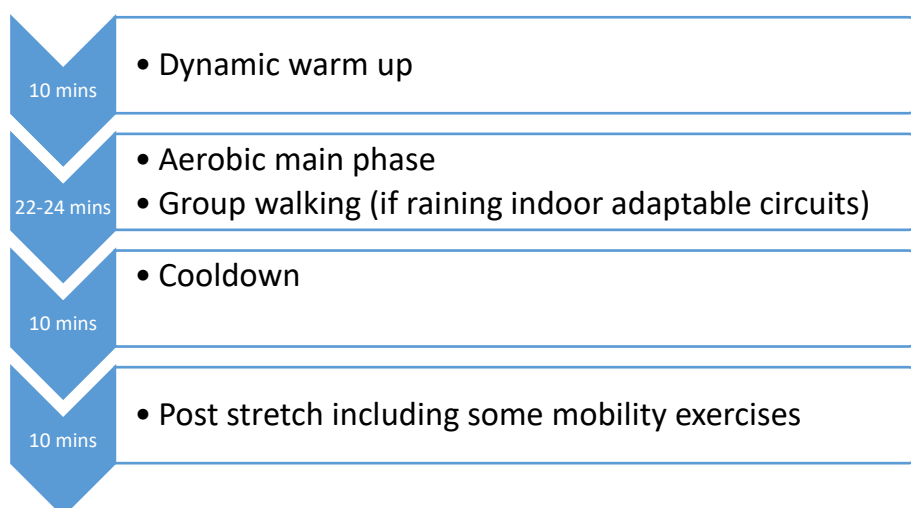 10 mins
• Dynamic warm up
22-24 mins
• Aerobic main phase
• Group walking (if raining indoor adaptable circuits)
10 mins
• Cooldown
10 mins
• Post stretch including some mobility exercises